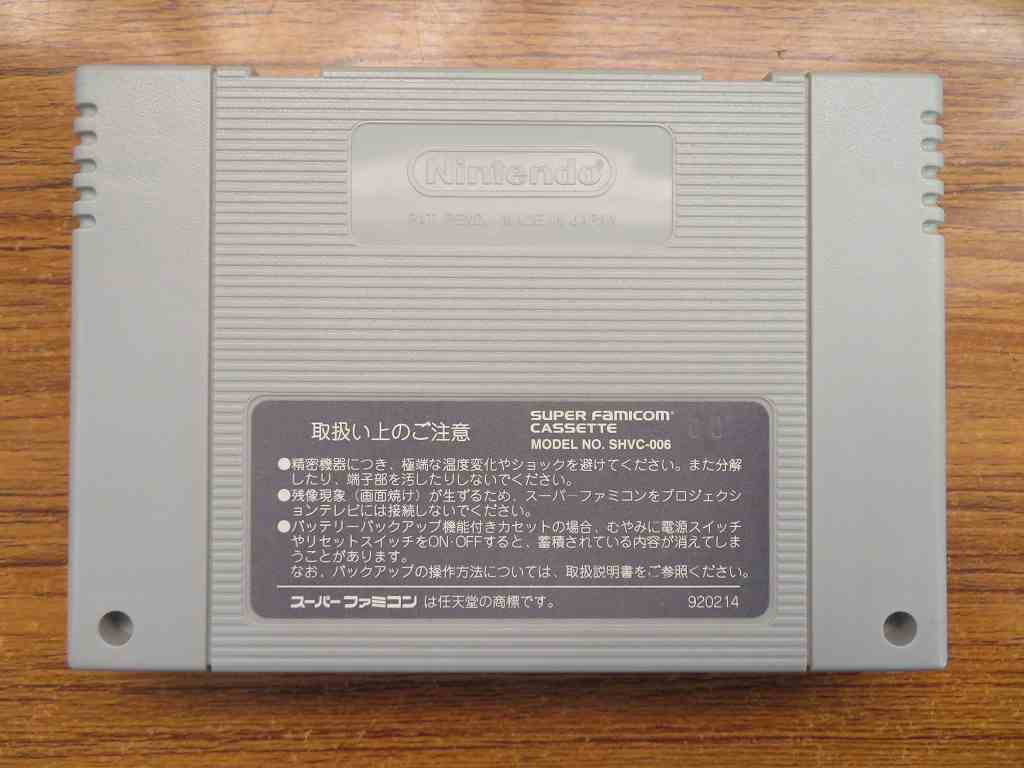 Nintendo®
PAT. PEND. MADE IN JAPAN
取扱い上のご注意
SUPER FAMICOM
CASSETTE
MODEL NO. SHVC-006
●精密機器につき、極端な温度変化やショックを避けてください。また分解
したり、端子部を汚したりしないでください。
●残像現象(画面焼け)が生ずるため、スーパーファミコンをプロジェクシ
ョンテレビには接続しないでください。
●バッテリーバックアップ機能付きカセットの場合、むやみに電源スイッチ
やリセットスイッチをON·OFFすると、蓄積されている内容が消えてしま
うことがあります。
なお、バックアップの操作方法については、取扱説明書をご参照ください。
スーパーファミコン は任天堂の商標です。 920214